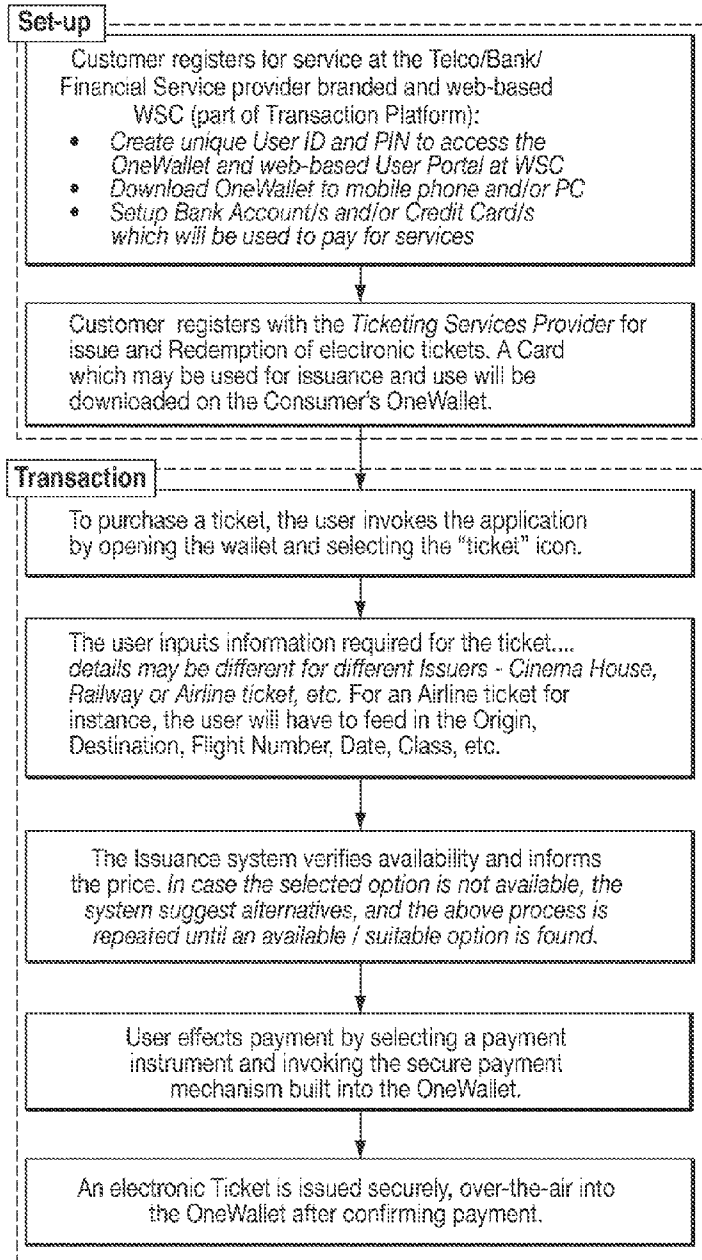 Set-up
Customer registers for service at the Telco/Bank/
Financial Service provider branded and web-based
WSC (part of Transaction Platform):
• Create unique User ID and PIN to access the
OneWallet and web-based User Portal at WSC
• Download OneWallet to mobile phone and/or PC
• Setup Bank Account/s and/or Credit Card/s
which will be used to pay for services
Customer registers with the Ticketing Services Provider for
issue and Redemption of electronic tickets. A Card
which may be used for issuance and use will be
downloaded on the Consumer's OneWallet.
Transaction
To purchase a ticket, the user invokes the application
by opening the wallet and selecting the “ticket” icon.
The user inputs information required for the ticket....
details may be different for different Issuers - Cinema House,
Railway or Airline ticket, etc. For an Airline ticket for
instance, the user will have to feed in the Origin,
Destination, Flight Number, Date, Class, etc.
The Issuance system verifies availability and informs
the price. In case the selected option is not available, the
system suggest alternatives, and the above process is
repeated until an available / suitable option is found.
User effects payment by selecting a payment
instrument and invoking the secure payment
mechanism built into the OneWallet.
An electronic Ticket is issued securely, over-the-air into
the OneWallet after confirming payment.